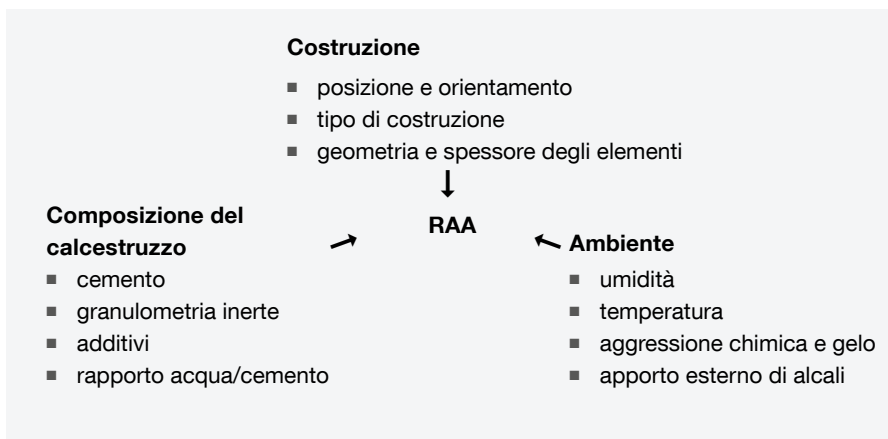 Costruzione
■ posizione e orientamento
■ tipo di costruzione
■ geometria e spessore degli elementi
RAA
Composizione del
calcestruzzo
■ cemento
■ granulometria inerte
■ additivi
■ rapporto acqua/cemento
Ambiente
■ umidità
■ temperatura
■ aggressione chimica e gelo
■ apporto esterno di alcali